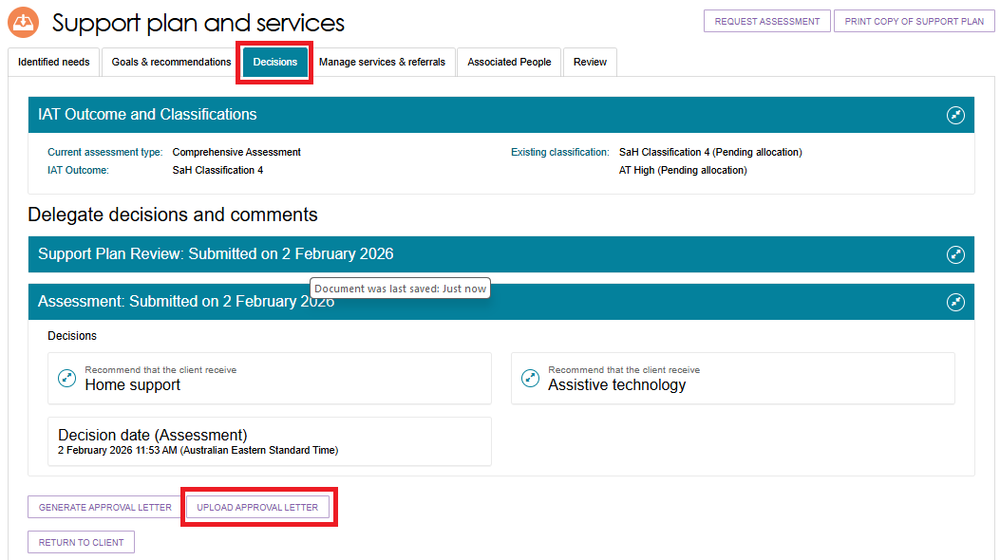 Support plan and services
REQUEST ASSESSMENT
PRINT COPY OF SUPPORT PLAN
Identified needs
Goals & recommendations
Decisions
Manage services & referrals
Associated People
Review
IAT Outcome and Classifications
Current assessment type: Comprehensive Assessment
IAT Outcome: SaH Classification 4
Existing classification: SaH Classification 4 (Pending allocation)
AT High (Pending allocation)
Delegate decisions and comments
Support Plan Review: Submitted on 2 February 2026
Document was last saved: Just now
Assessment: Submitted on 2 February 2026
Decisions
Recommend that the client receive
Home support
Recommend that the client receive
Assistive technology
Decision date (Assessment)
2 February 2026 11:53 AM (Australian Eastern Standard Time)
GENERATE APPROVAL LETTER
UPLOAD APPROVAL LETTER
RETURN TO CLIENT